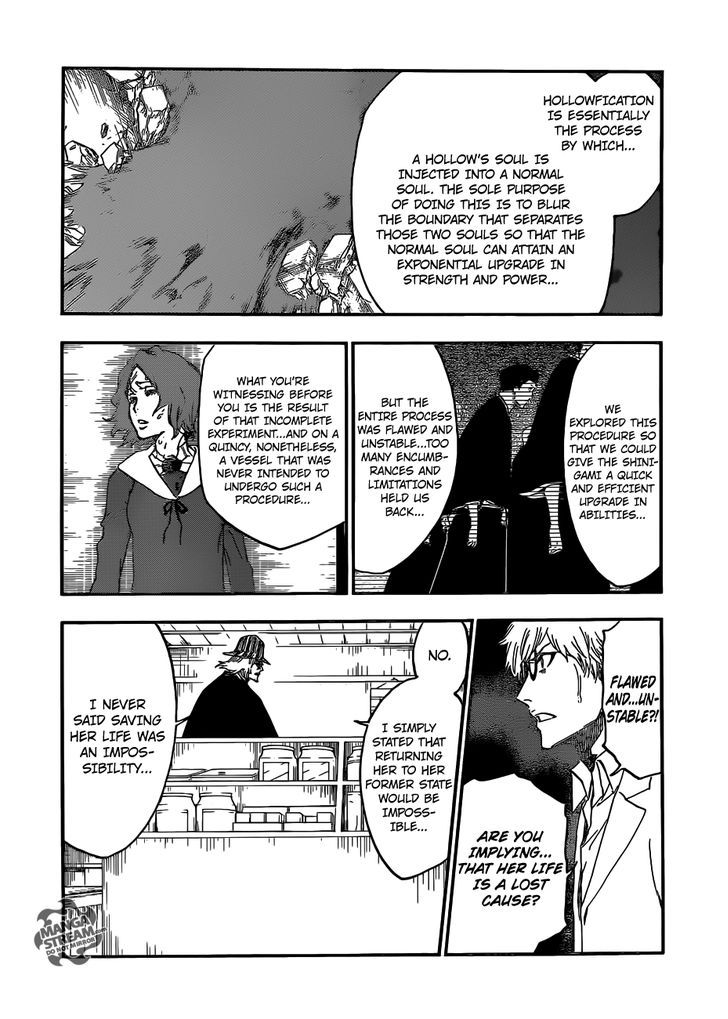 HOLLOWFICATION
IS ESSENTIALLY
THE PROCESS
BY WHICH...
A HOLLOW'S SOUL IS
INJECTED INTO A NORMAL
SOUL. THE SOLE PURPOSE
OF DOING THIS IS TO BLUR
THE BOUNDARY THAT SEPARATES
THOSE TWO SOULS SO THAT THE
NORMAL SOUL CAN ATTAIN AN
EXPONENTIAL UPGRADE IN
STRENGTH AND POWER...
WE
EXPLORED THIS
PROCEDURE SO
THAT WE COULD
GIVE THE SHINI-
GAMI A QUICK
AND EFFICIENT
UPGRADE IN
ABILITIES...
BUT THE
ENTIRE PROCESS
WAS FLAWED AND
UNSTABLE...TOO
MANY ENCUMB-
RANCES AND
LIMITATIONS
HELD US
BACK...
WHAT YOU'RE
WITNESSING BEFORE
YOU IS THE RESULT
OF THAT INCOMPLETE
EXPERIMENT...AND ON A
QUINCY, NONETHELESS,
A VESSEL THAT WAS
NEVER INTENDED TO
UNDERGO SUCH A
PROCEDURE...
FLAWED
AND...UN-
STABLE?!
ARE YOU
IMPLYING...
THAT HER LIFE
IS A LOST
CAUSE?
NO.
I SIMPLY
STATED THAT
RETURNING
HER TO HER
FORMER STATE
WOULD BE
IMPOSS-
IBLE...
I NEVER
SAID SAVING
HER LIFE WAS
AN IMPOS-
SIBILITY...
MANGA
STREAM
DO NOT MIRROR